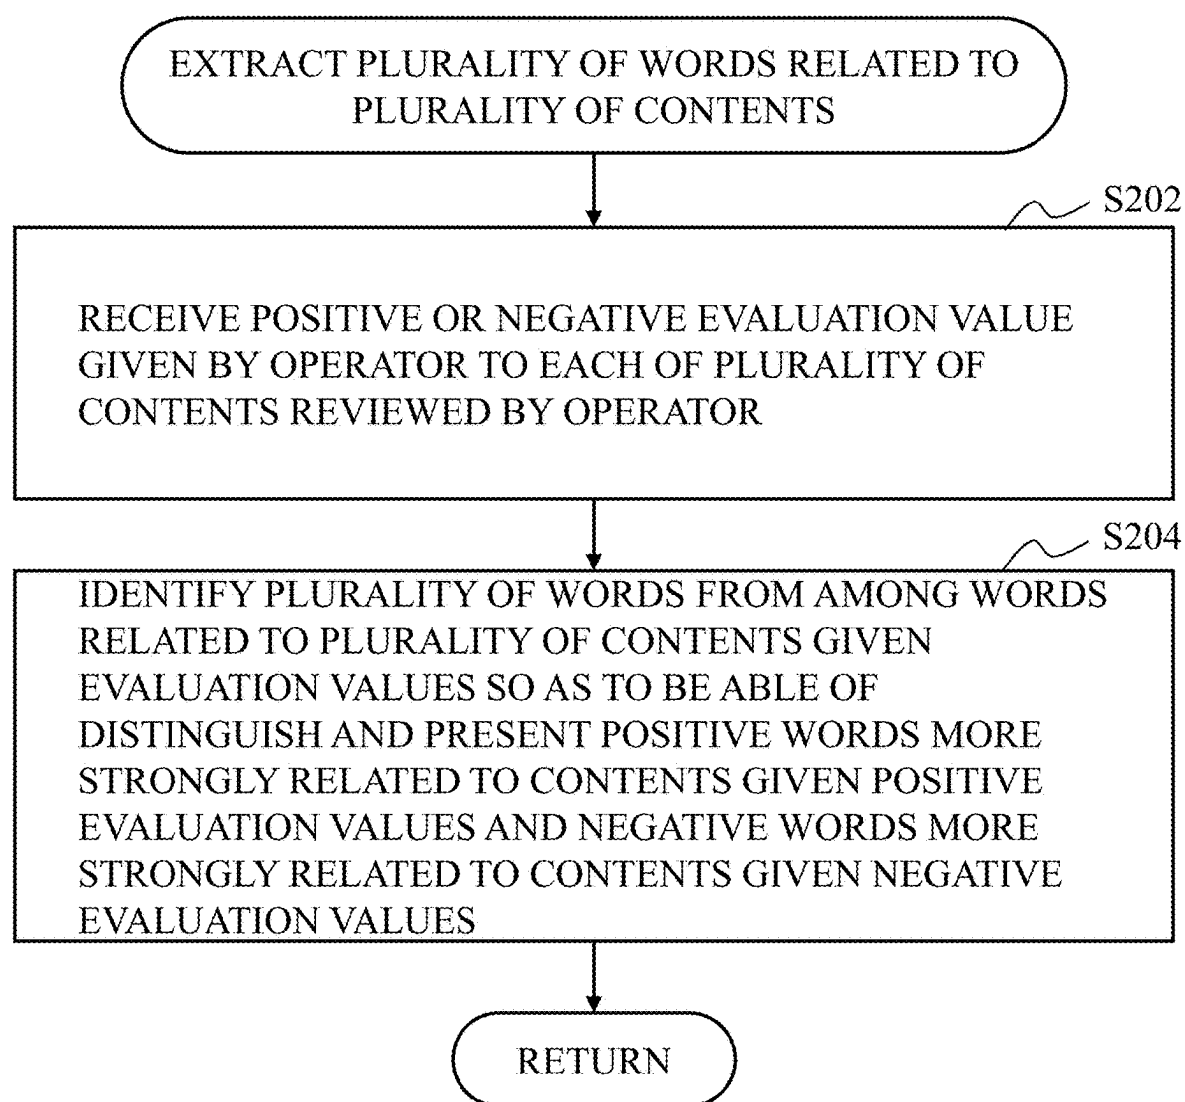 EXTRACT PLURALITY OF WORDS RELATED TO
PLURALITY OF CONTENTS
S202
RECEIVE POSITIVE OR NEGATIVE EVALUATION VALUE
GIVEN BY OPERATOR TO EACH OF PLURALITY OF
CONTENTS REVIEWED BY OPERATOR
S204
IDENTIFY PLURALITY OF WORDS FROM AMONG WORDS
RELATED TO PLURALITY OF CONTENTS GIVEN
EVALUATION VALUES SO AS TO BE ABLE OF
DISTINGUISH AND PRESENT POSITIVE WORDS MORE
STRONGLY RELATED TO CONTENTS GIVEN POSITIVE
EVALUATION VALUES AND NEGATIVE WORDS MORE
STRONGLY RELATED TO CONTENTS GIVEN NEGATIVE
EVALUATION VALUES
RETURN